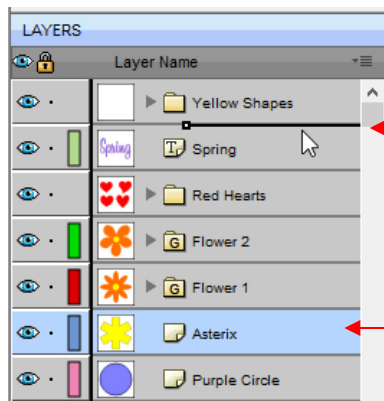 LAYERS
Layer Name
Yellow Shapes
Spring T Spring
Red Hearts
G Flower 2
G Flower 1
Asterix
Purple Circle